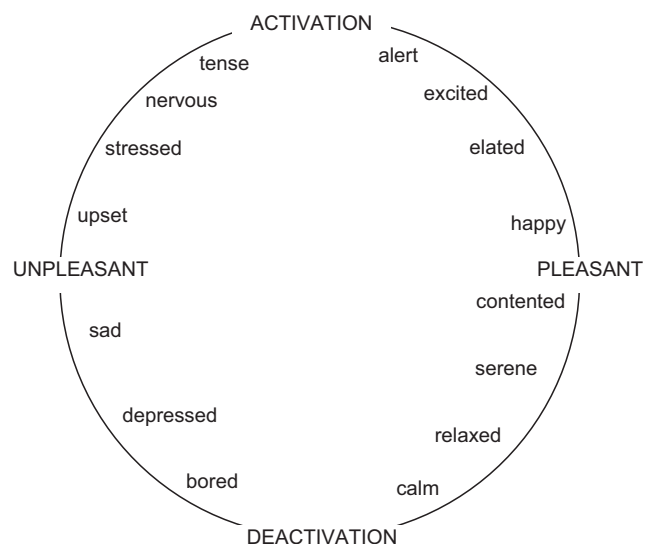 ACTIVATION
tense
alert
nervous
excited
stressed
elated
upset
happy
UNPLEASANT
PLEASANT
contented
sad
serene
depressed
relaxed
bored
calm
DEACTIVATION